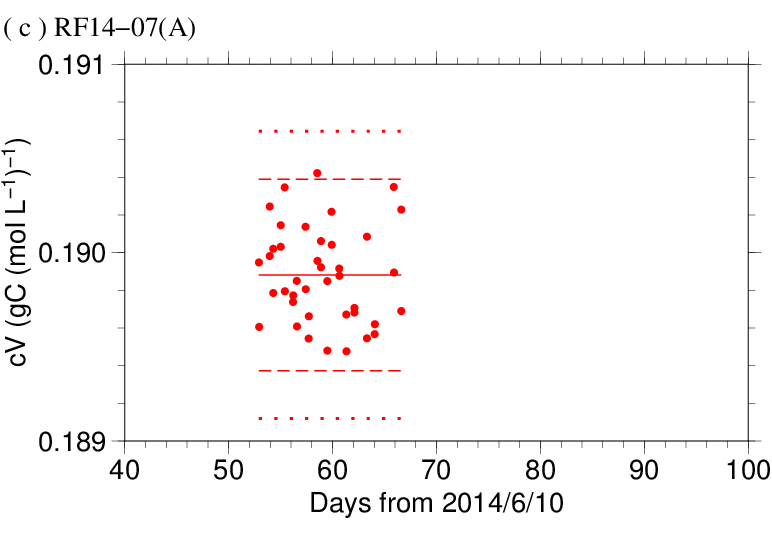 ( c ) RF14−07(A)
0.191
0.190
0.189
cV (gC (mol L⁻¹)⁻¹)
40 50 60 70 80 90 100
Days from 2014/6/10